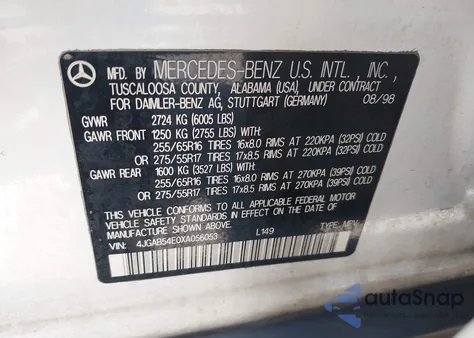 MFD. BY MERCEDES-BENZ U.S. INTL., INC.,
TUSCALOOSA COUNTY, ALABAMA (USA), UNDER CONTRACT
FOR DAIMLER-BENZ AG, STUTTGART (GERMANY) 08/98
GVWR 2724 KG (6005 LBS)
GAWR FRONT 1250 KG (2755 LBS) WITH:
255/65R16 TIRES 16x8.0 RIMS AT 220KPA (32PSI) COLD
OR 275/55R17 TIRES 17x8.5 RIMS AT 220KPA (32PSI) COLD
GAWR REAR 1600 KG (3527 LBS) WITH:
255/65R16 TIRES 16x8.0 RIMS AT 270KPA (39PSI) COLD
OR 275/55R17 TIRES 17x8.5 RIMS AT 270KPA (39PSI) COLD
THIS VEHICLE CONFORMS TO ALL APPLICABLE FEDERAL MOTOR
VEHICLE SAFETY STANDARDS IN EFFECT ON THE DATE OF
MANUFACTURE SHOWN ABOVE.
VIN: 4JGAB54E0XA056053 L149 TYPE: MPV
autoSnap